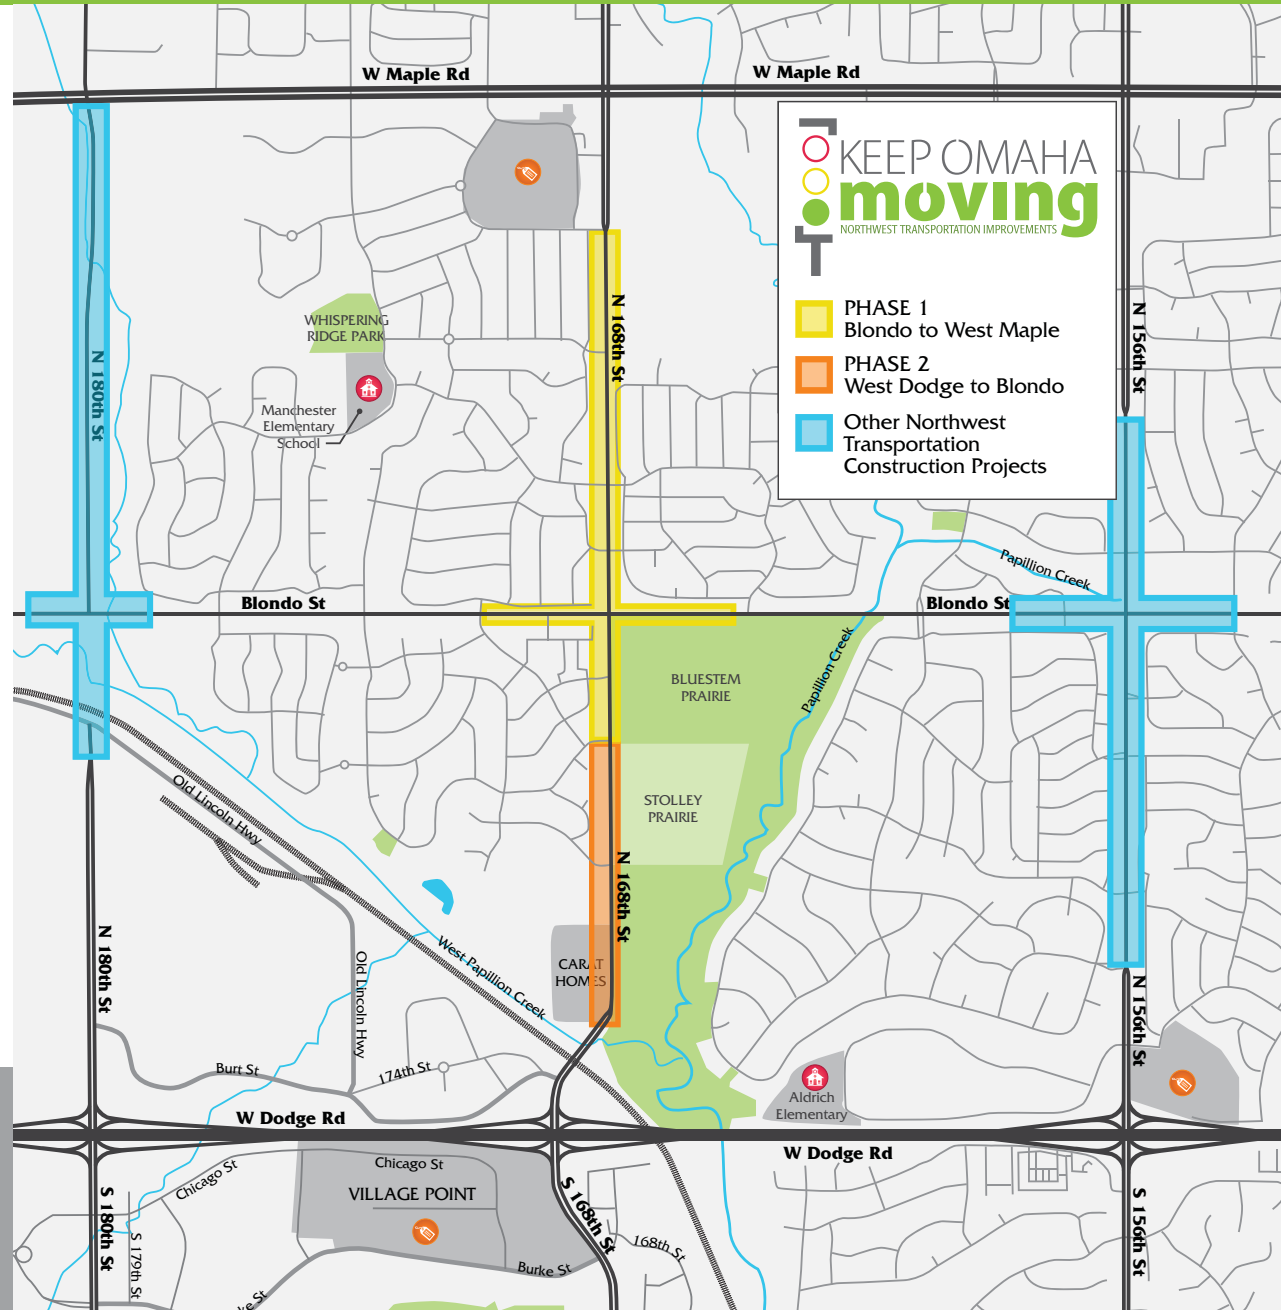 W Maple Rd
W Maple Rd
KEEP OMAHA
moving
NORTHWEST TRANSPORTATION IMPROVEMENTS
PHASE 1
Blondo to West Maple
PHASE 2
West Dodge to Blondo
Other Northwest
Transportation
Construction Projects
N 180th St
N 168th St
N 156th St
WHISPERING
RIDGE PARK
Manchester
Elementary
School
Papillion Creek
Blondo St
Blondo St
Papillion Creek
BLUESTEM
PRAIRIE
STOLLEY
PRAIRIE
Old Lincoln Hwy
N 168th St
N 180th St
Old Lincoln Hwy
West Papillion Creek
CARAT
HOMES
N 156th St
Burt St
174th St
Aldrich
Elementary
W Dodge Rd
W Dodge Rd
Chicago St
Chicago St
VILLAGE POINT
S 180th St
S 179th St
S 168th St
168th St
S 156th St
Burke St
ke St